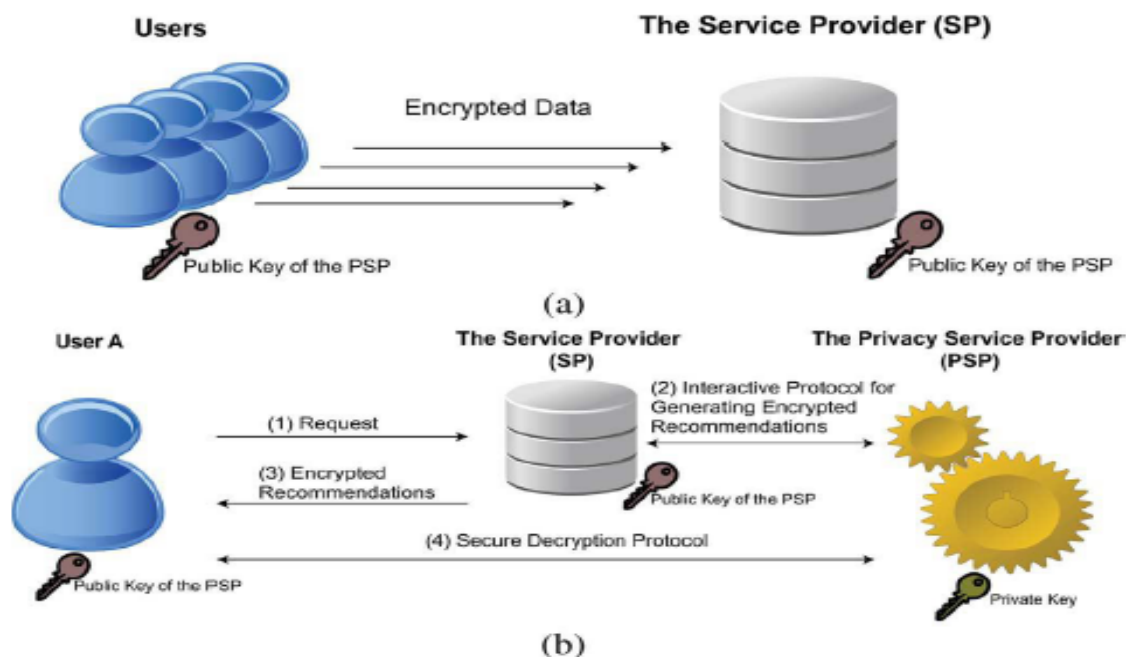 Users
The Service Provider (SP)
Encrypted Data
Public Key of the PSP
Public Key of the PSP
(a)
User A
The Service Provider
(SP)
The Privacy Service Provider
(PSP)
(1) Request
(2) Interactive Protocol for
Generating Encrypted
Recommendations
(3) Encrypted
Recommendations
Public Key of the PSP
(4) Secure Decryption Protocol
Public Key of the PSP
Private Key
(b)